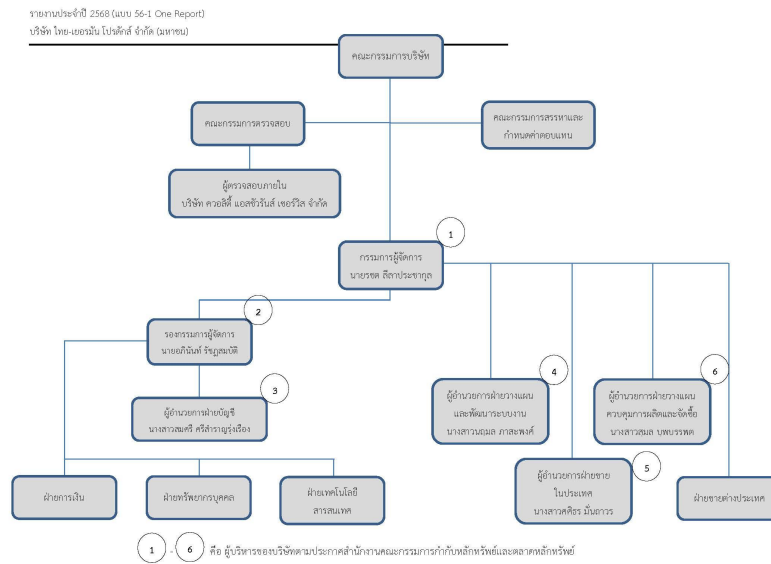 รายงานประจำปี 2568 (แบบ 56-1 One Report)
บริษัท ไทย-เยอรมัน โปรดักส์ จำกัด (มหาชน)
คณะกรรมการบริษัท
คณะกรรมการตรวจสอบ
คณะกรรมการสรรหาและ
กำหนดค่าตอบแทน
ผู้ตรวจสอบภายใน
บริษัท ควอลิตี้ แอสชัวรันส์ เซอร์วิส จำกัด
1
กรรมการผู้จัดการ
นายรชต ลีลาประชากุล
2
รองกรรมการผู้จัดการ
นายอภินันท์ รัชฎสมบัติ
3
ผู้อำนวยการฝ่ายบัญชี
นางสาวสมศรี ศรีสำราญรุ่งเรือง
4
ผู้อำนวยการฝ่ายวางแผน
และพัฒนาระบบงาน
นางสาวนฤมล ภาสะพงศ์
6
ผู้อำนวยการฝ่ายวางแผน
ควบคุมการผลิตและจัดซื้อ
นางสาวสมล บุพบรรพต
5
ผู้อำนวยการฝ่ายขาย
ในประเทศ
นางสาวศศิธร มั่นถาวร
ฝ่ายการเงิน
ฝ่ายทรัพยากรบุคคล
ฝ่ายเทคโนโลยี
สารสนเทศ
ฝ่ายขายต่างประเทศ
1 - 6 คือ ผู้บริหารของบริษัทตามประกาศสำนักงานคณะกรรมการกำกับหลักทรัพย์และตลาดหลักทรัพย์